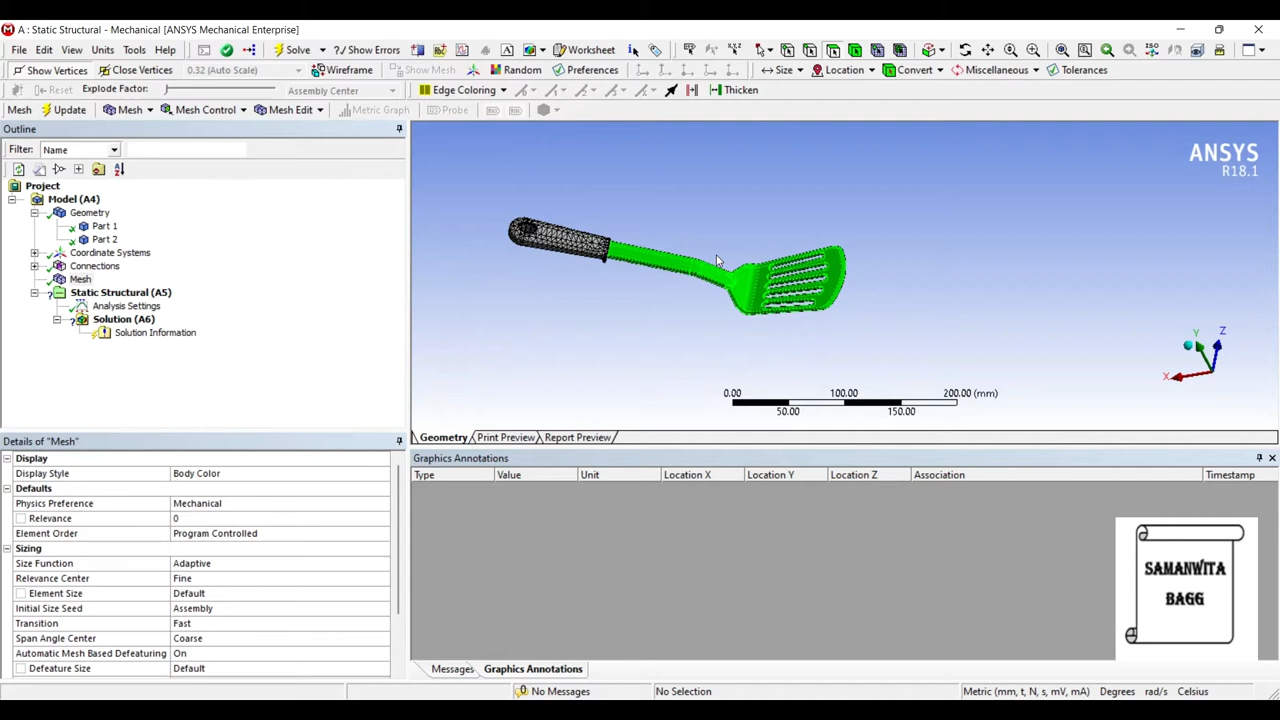 A : Static Structural - Mechanical [ANSYS Mechanical Enterprise]
File Edit View Units Tools Help Solve ?/ Show Errors Worksheet
Show Vertices Close Vertices 0.32 (Auto Scale) Wireframe Show Mesh Random Preferences Size Location Convert Miscellaneous Tolerances
Reset Explode Factor: Assembly Center Edge Coloring Thicken
Mesh Update Mesh Mesh Control Mesh Edit Metric Graph Probe
Outline
Filter: Name
Project
Model (A4)
Geometry
Part 1
Part 2
Coordinate Systems
Connections
Mesh
Static Structural (A5)
Analysis Settings
Solution (A6)
Solution Information
ANSYS
R18.1
Y
Z
X
0.00 100.00 200.00 (mm)
50.00 150.00
Geometry Print Preview Report Preview
Details of "Mesh"
Display
Display Style Body Color
Defaults
Physics Preference Mechanical
Relevance 0
Element Order Program Controlled
Sizing
Size Function Adaptive
Relevance Center Fine
Element Size Default
Initial Size Seed Assembly
Transition Fast
Span Angle Center Coarse
Automatic Mesh Based Defeaturing On
Defeature Size Default
Graphics Annotations
Type Value Unit Location X Location Y Location Z Association Timestamp
SAMANWITA
BAGG
Messages Graphics Annotations
No Messages No Selection Metric (mm, t, N, s, mV, mA) Degrees rad/s Celsius